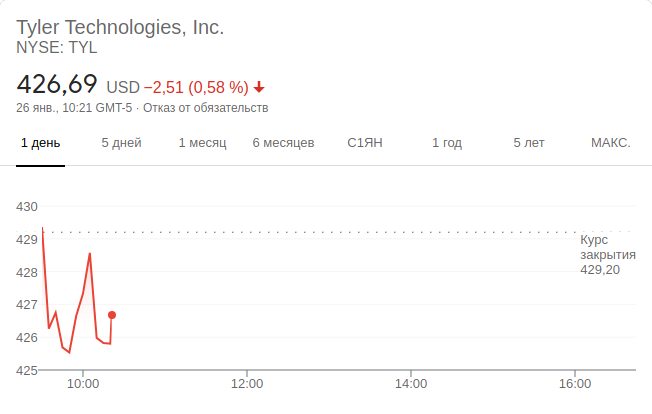 Tyler Technologies, Inc.
NYSE: TYL
426,69 USD −2,51 (0,58 %)
26 янв., 10:21 GMT-5 · Отказ от обязательств
1 день 5 дней 1 месяц 6 месяцев С1ЯН 1 год 5 лет МАКС.
430
429
428
427
426
425
Курс
закрытия
429,20
10:00 12:00 14:00 16:00